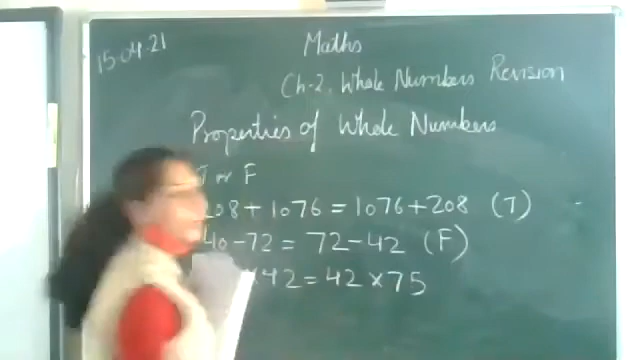 15.04.21
Maths
Ch-2, Whole Numbers Revision
Properties of Whole Numbers
T or F
208 + 1076 = 1076 + 208 (T)
40 - 72 = 72 - 42 (F)
× 42 = 42 × 75